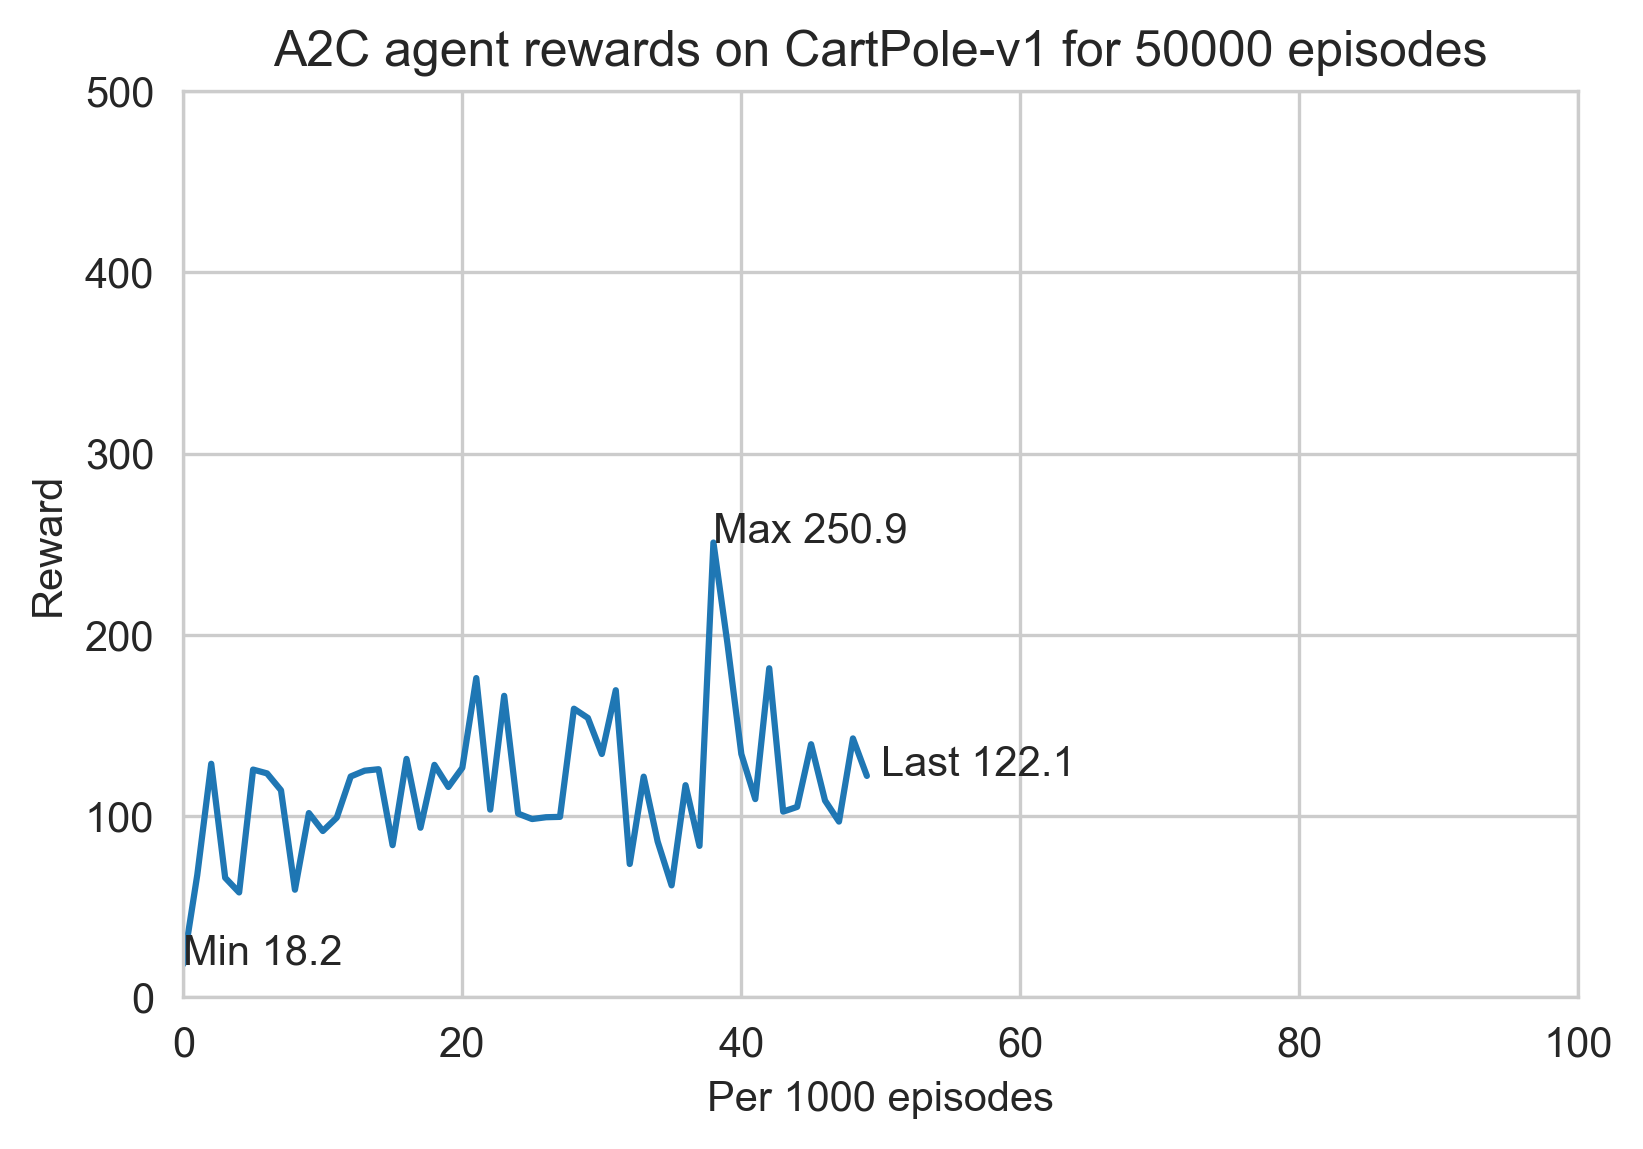 A2C agent rewards on CartPole-v1 for 50000 episodes
500
400
300
200
100
0
Reward
Max 250.9
Last 122.1
Min 18.2
0 20 40 60 80 100
Per 1000 episodes